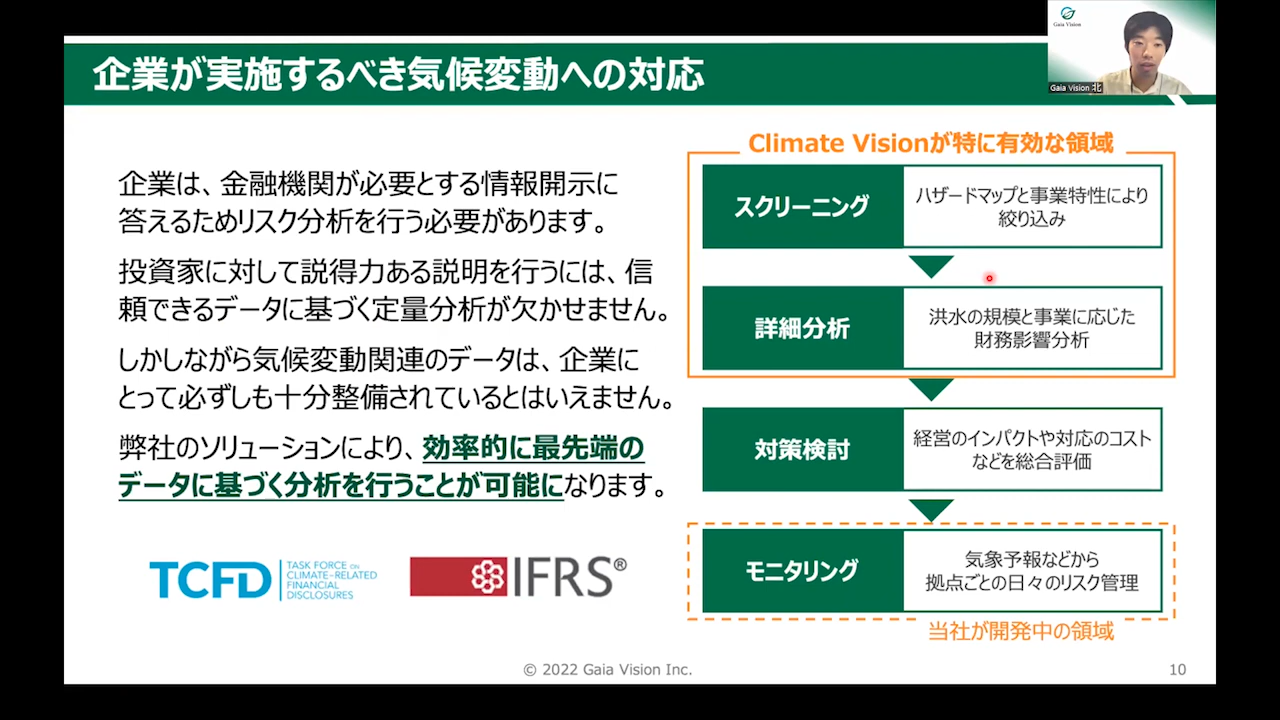 企業が実施するべき気候変動への対応
Gaia Vision
Gaia Vision 北
企業は、金融機関が必要とする情報開示に
答えるためリスク分析を行う必要があります。
投資家に対して説得力ある説明を行うには、信
頼できるデータに基づく定量分析が欠かせません。
しかしながら気候変動関連のデータは、企業に
とって必ずしも十分整備されているとはいえません。
弊社のソリューションにより、効率的に最先端の
データに基づく分析を行うことが可能になります。
TCFD
TASK FORCE ON
CLIMATE-RELATED
FINANCIAL
DISCLOSURES
IFRS®
Climate Visionが特に有効な領域
スクリーニング
ハザードマップと事業特性により
絞り込み
詳細分析
洪水の規模と事業に応じた
財務影響分析
対策検討
経営のインパクトや対応のコスト
などを総合評価
モニタリング
気象予報などから
拠点ごとの日々のリスク管理
当社が開発中の領域
© 2022 Gaia Vision Inc.
10